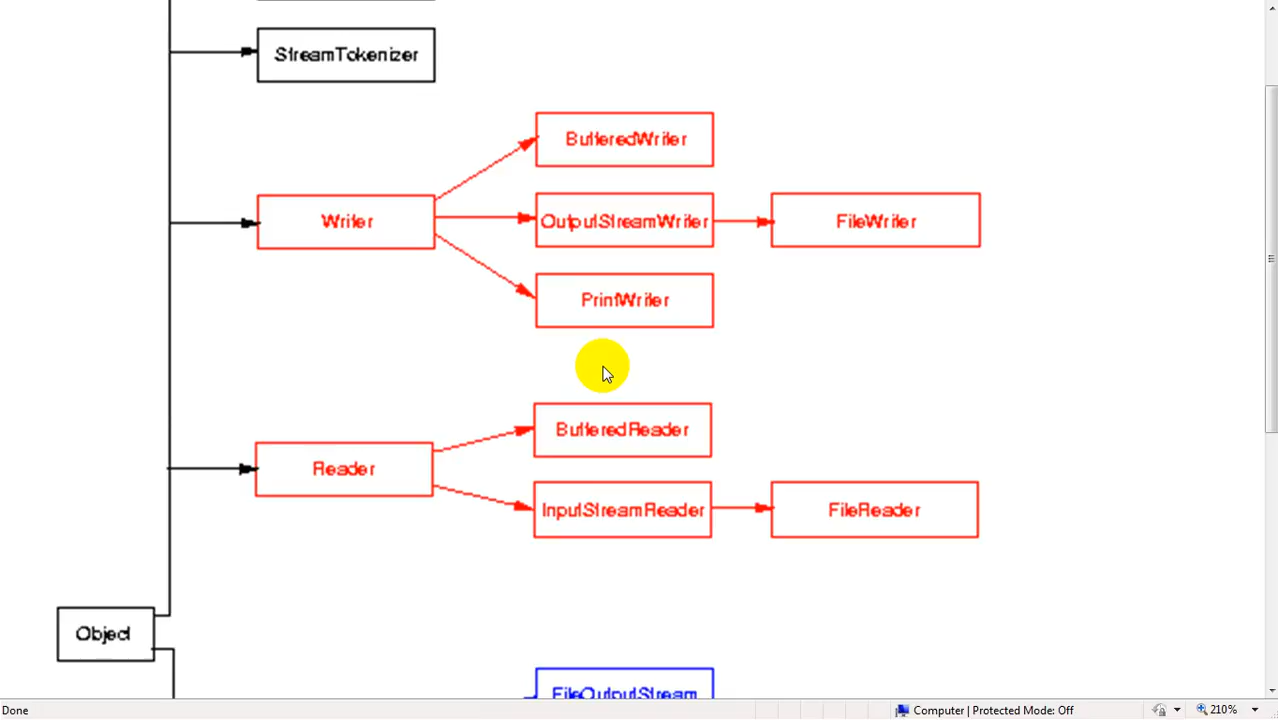 StreamTokenizer
BufferedWriter
Writer
OutputStreamWriter
FileWriter
PrintWriter
BufferedReader
Reader
InputStreamReader
FileReader
Object
FileOutputStream
Done
Computer | Protected Mode: Off
210%